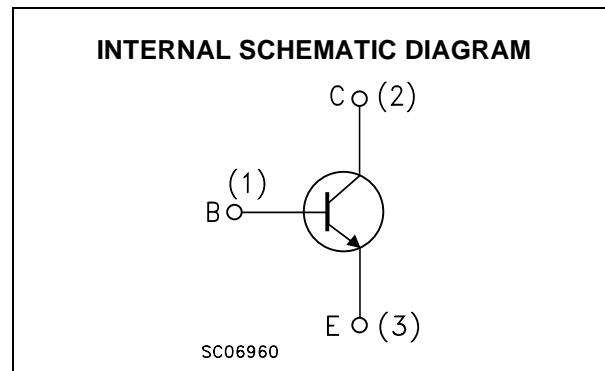 INTERNAL SCHEMATIC DIAGRAM
C (2)
(1)
B
E (3)
SC06960